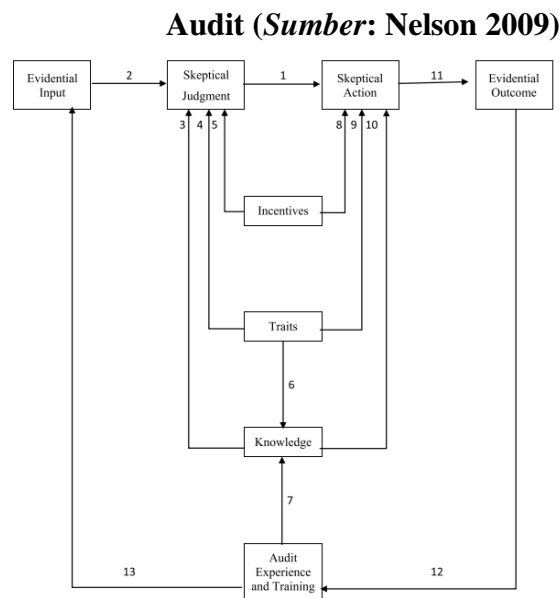 Audit (Sumber: Nelson 2009)
Evidential
Input
2
Skeptical
Judgment
1
Skeptical
Action
11
Evidential
Outcome
3
4
5
8
9
10
Incentives
Traits
6
Knowledge
7
Audit
Experience
and Training
13
12